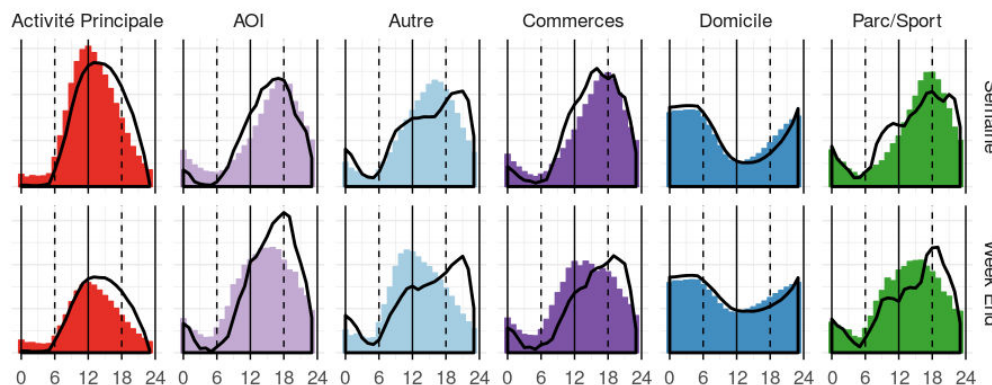 Activité Principale AOI Autre Commerces Domicile Parc/Sport
Semaine
Week End
0 6 12 18 24 0 6 12 18 24 0 6 12 18 24 0 6 12 18 24 0 6 12 18 24 0 6 12 18 24